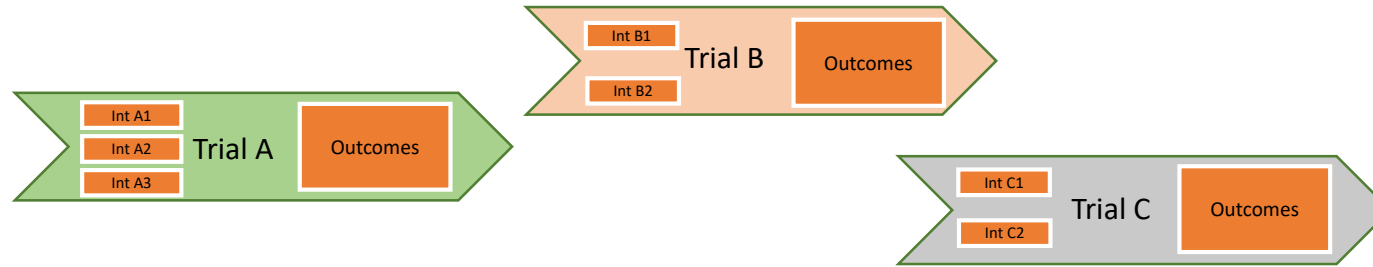 Int A1
Int A2
Int A3
Trial A
Outcomes
Int B1
Int B2
Trial B
Outcomes
Int C1
Int C2
Trial C
Outcomes